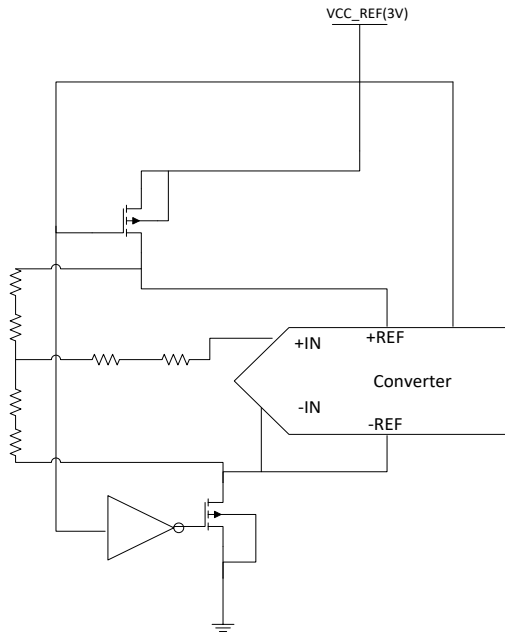 VCC_REF(3V)
+IN
+REF
Converter
-IN
-REF